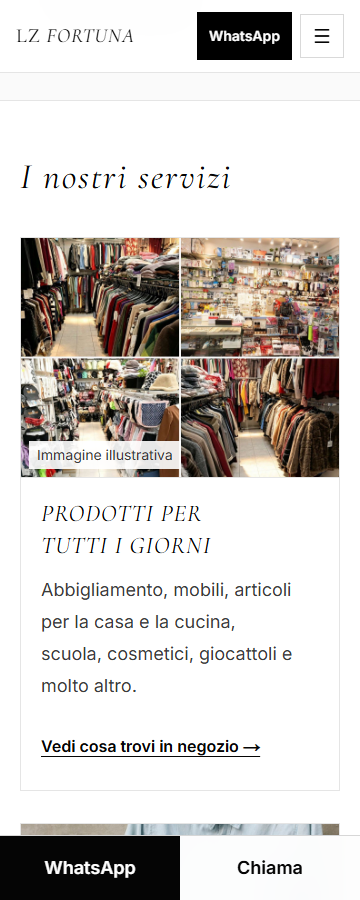 LZ FORTUNA
WhatsApp
☰
I nostri servizi
Immagine illustrativa
PRODOTTI PER
TUTTI I GIORNI
Abbigliamento, mobili, articoli
per la casa e la cucina,
scuola, cosmetici, giocattoli e
molto altro.
Vedi cosa trovi in negozio →
WhatsApp
Chiama